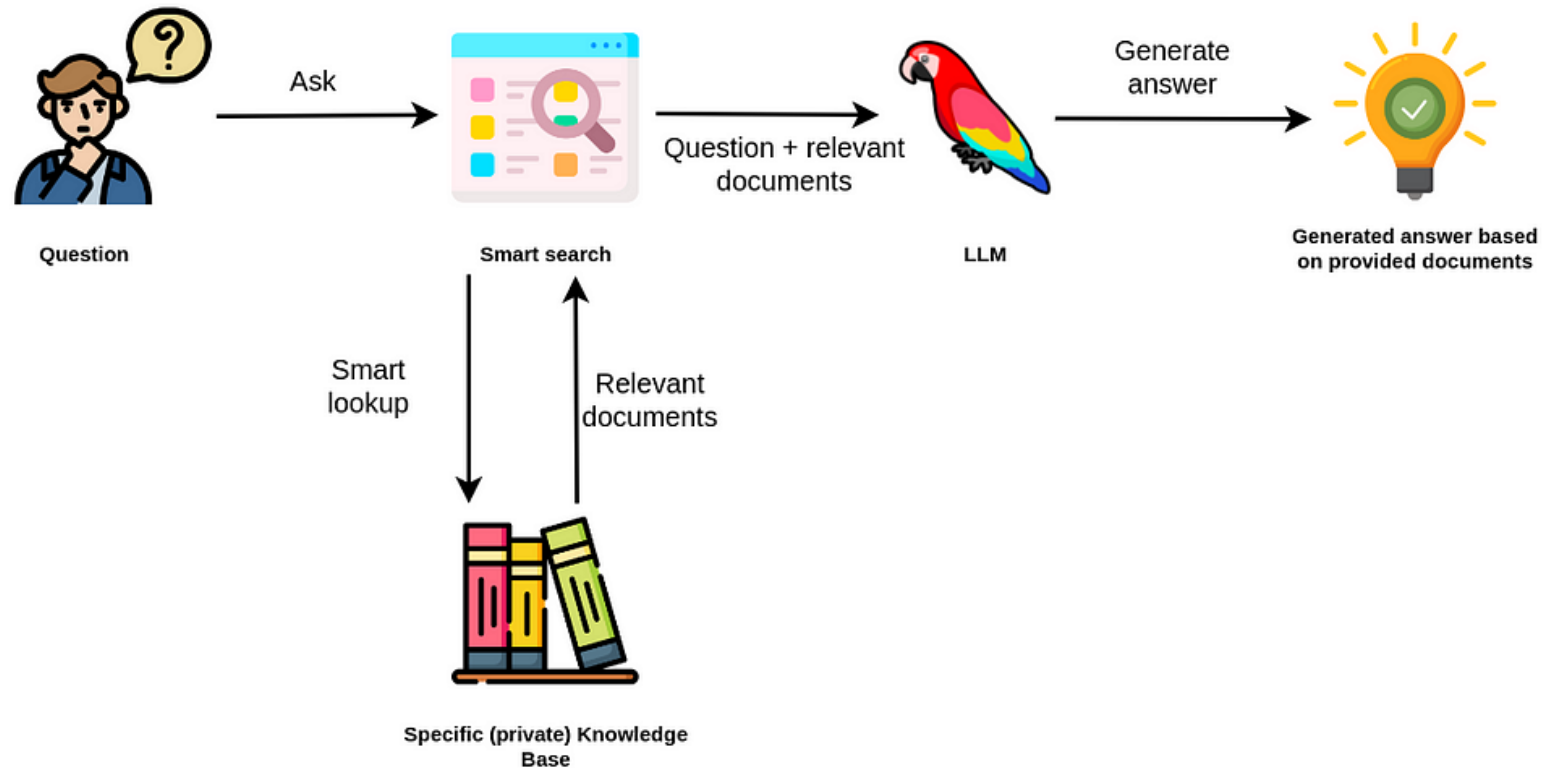 ?
Ask
Generate
answer
Question + relevant
documents
Question
Smart search
LLM
Generated answer based
on provided documents
Smart
lookup
Relevant
documents
Specific (private) Knowledge
Base